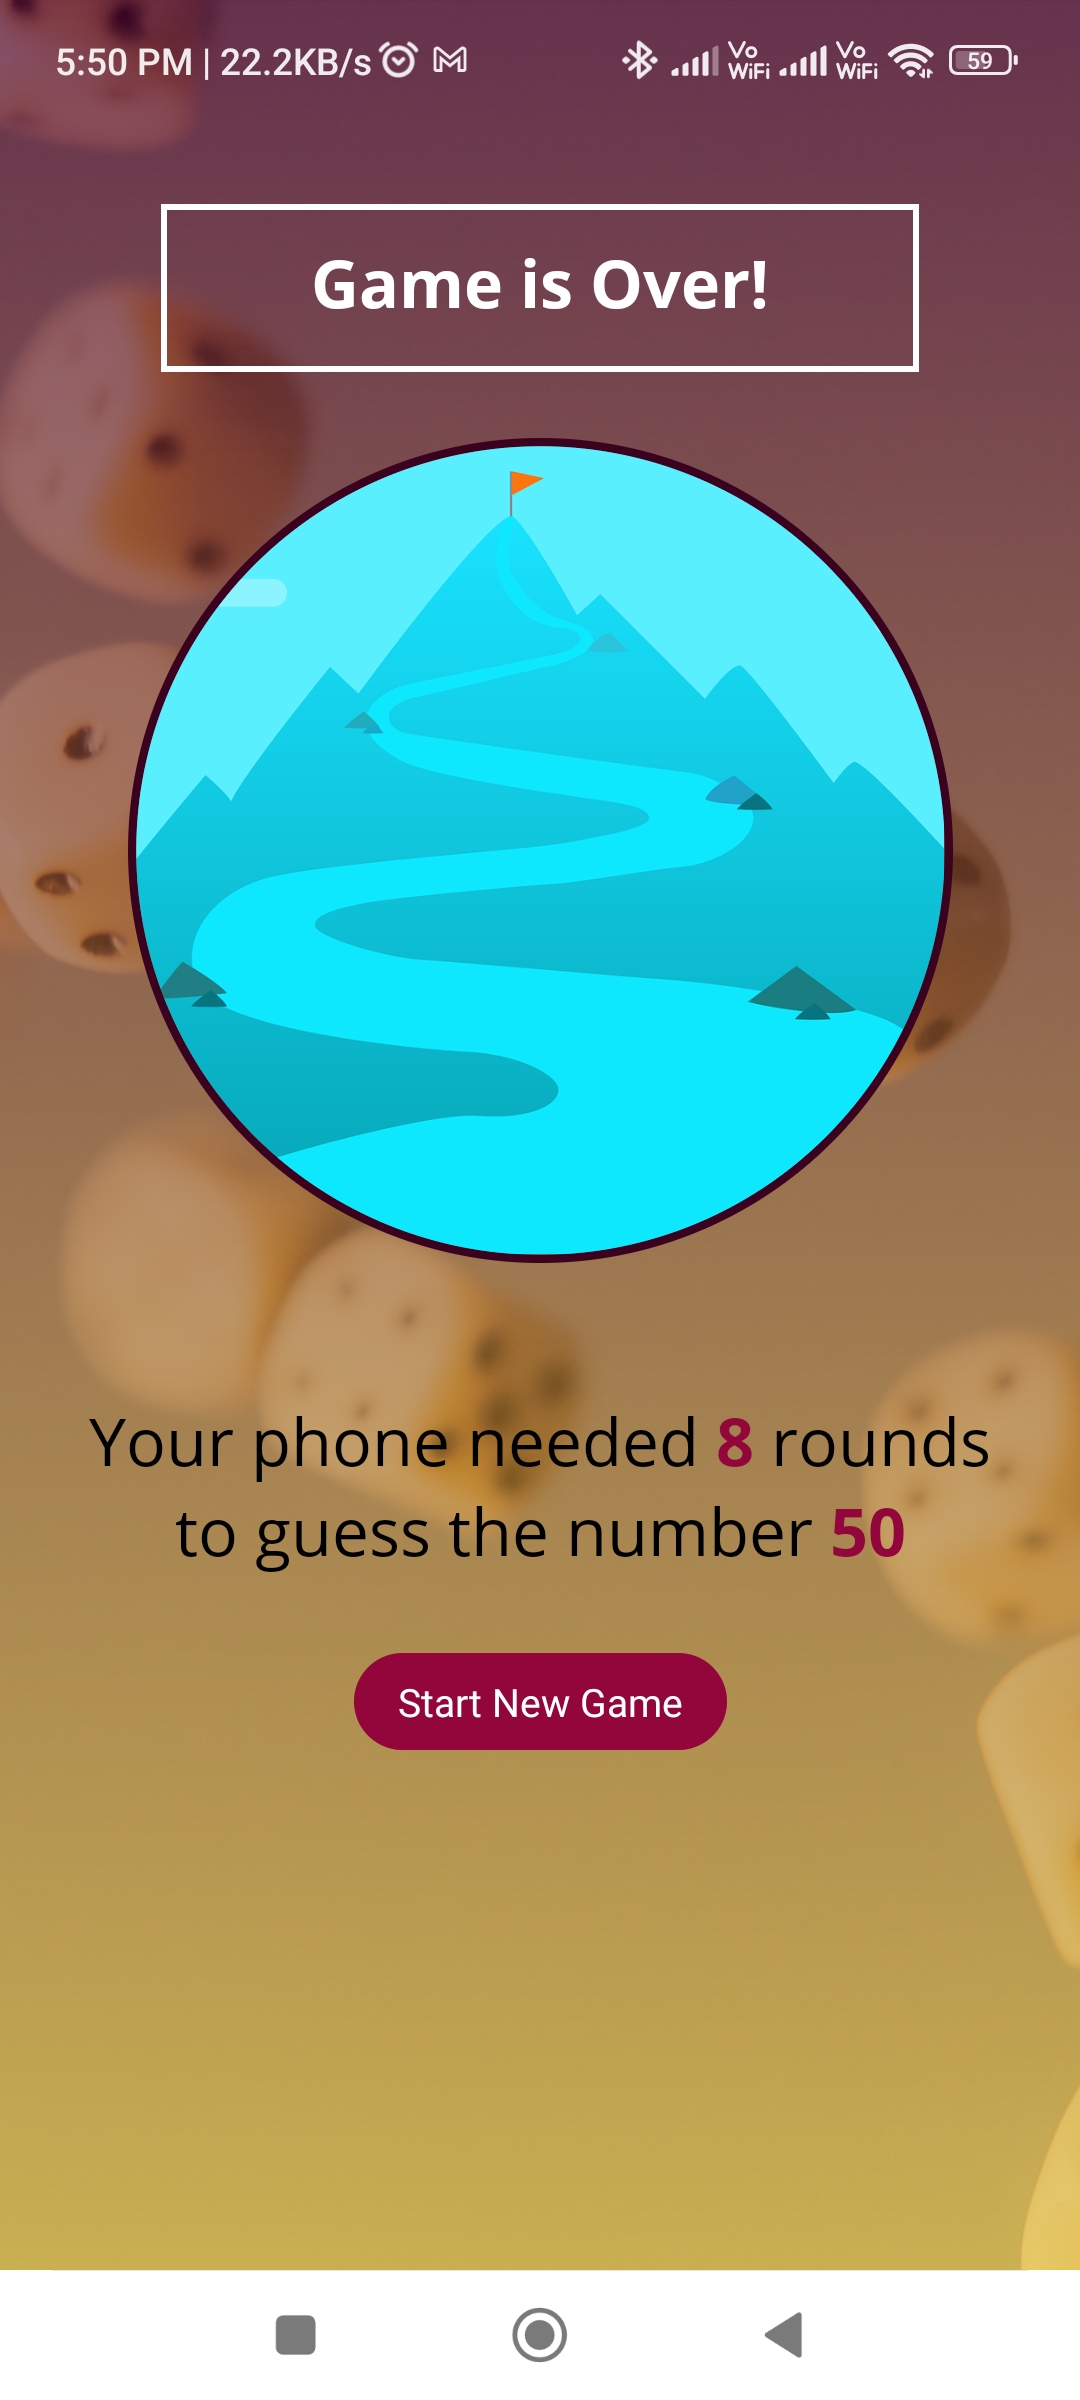 5:50 PM | 22.2KB/s Vo WiFi Vo WiFi 59
Game is Over!
Your phone needed 8 rounds
to guess the number 50
Start New Game